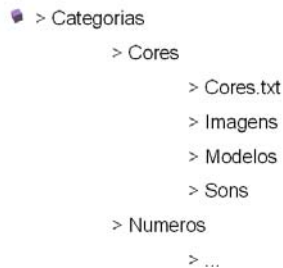 > Categorias
> Cores
> Cores.txt
> Imagens
> Modelos
> Sons
> Numeros
> ...